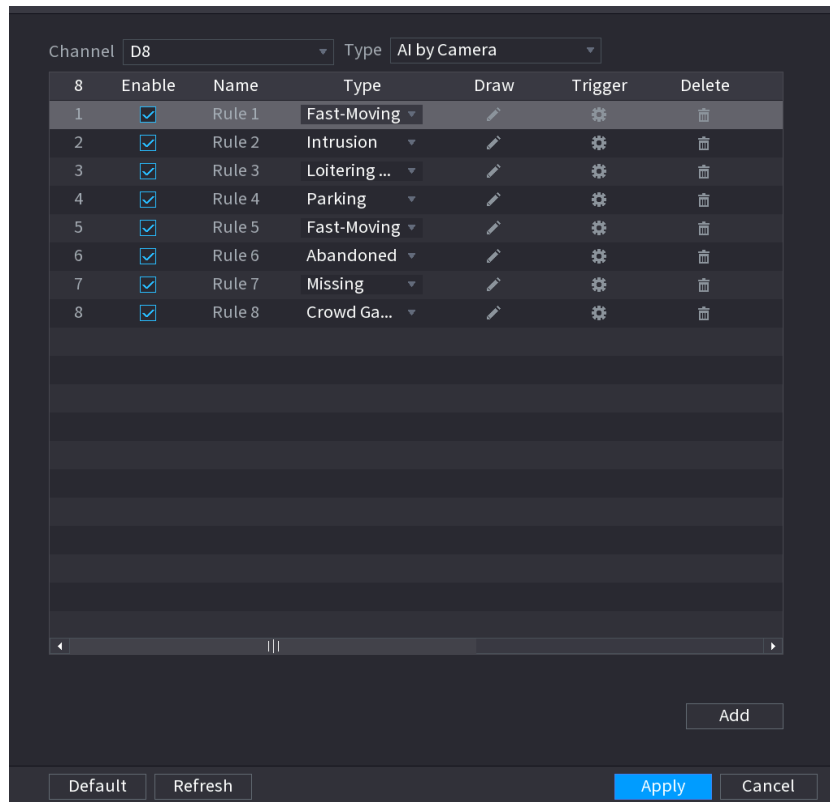 Channel D8 Type AI by Camera
8 Enable Name Type Draw Trigger Delete
1 Rule 1 Fast-Moving
2 Rule 2 Intrusion
3 Rule 3 Loitering ...
4 Rule 4 Parking
5 Rule 5 Fast-Moving
6 Rule 6 Abandoned
7 Rule 7 Missing
8 Rule 8 Crowd Ga...
Add
Default Refresh Apply Cancel